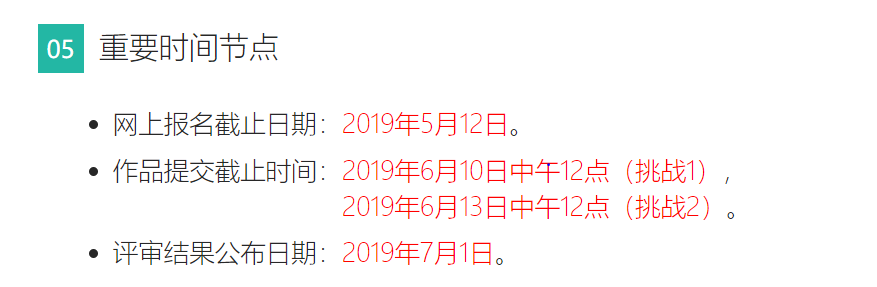 05 重要时间节点
• 网上报名截止日期：2019年5月12日。
• 作品提交截止时间：2019年6月10日中午12点（挑战1），
2019年6月13日中午12点（挑战2）。
• 评审结果公布日期：2019年7月1日。